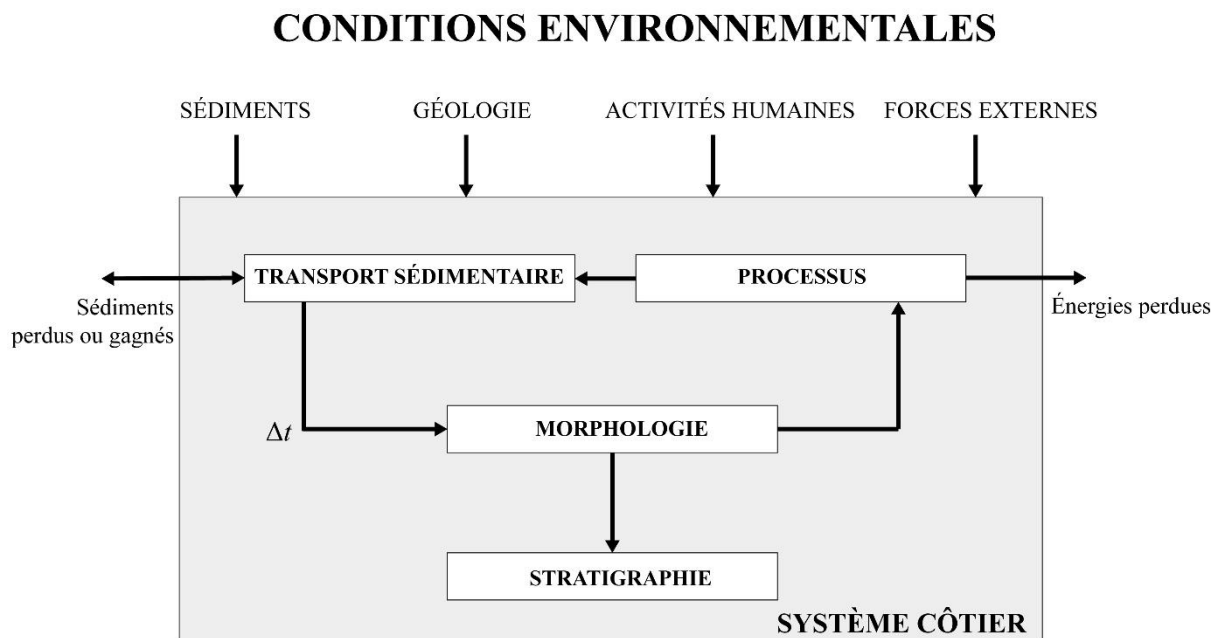 CONDITIONS ENVIRONNEMENTALES
SÉDIMENTS
GÉOLOGIE
ACTIVITÉS HUMAINES
FORCES EXTERNES
TRANSPORT SÉDIMENTAIRE
PROCESSUS
Sédiments
perdus ou gagnés
Énergies perdues
Δt
MORPHOLOGIE
STRATIGRAPHIE
SYSTÈME CÔTIER